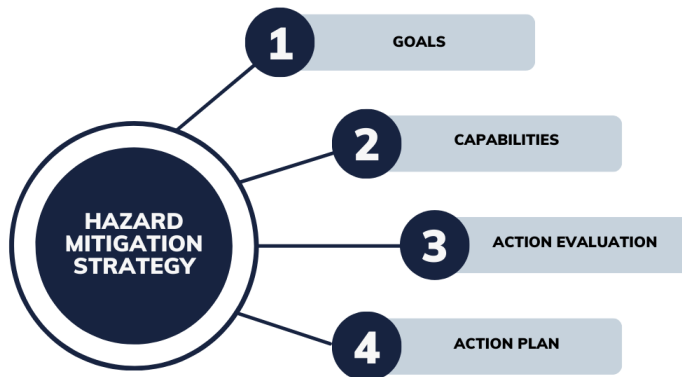 1
GOALS
2
CAPABILITIES
HAZARD
MITIGATION
STRATEGY
3
ACTION EVALUATION
4
ACTION PLAN